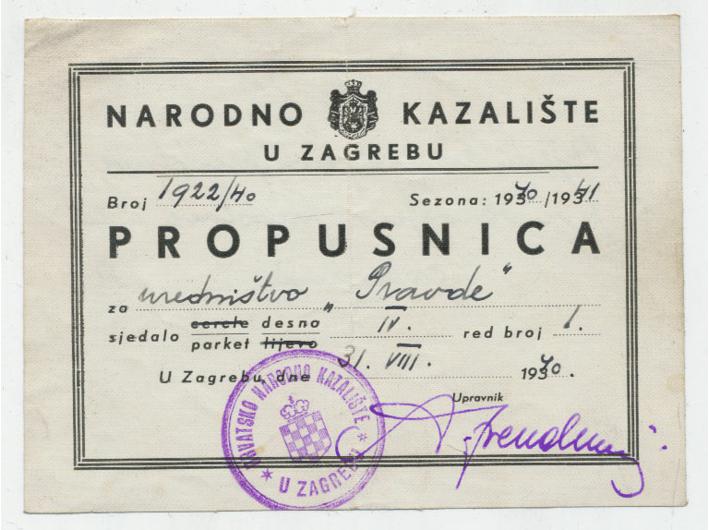 NARODNO KAZALIŠTE
U ZAGREBU
Broj 1922/40 Sezona: 1940/1941
PROPUSNICA
za uredništvo „Pravde"
sjedalo cercle desna IV. red broj 1.
parket lijevo
U Zagrebu, dne 31. VIII. 1940.
Upravnik
HRVATSKO NARODNO KAZALIŠTE
* U ZAGREBU *